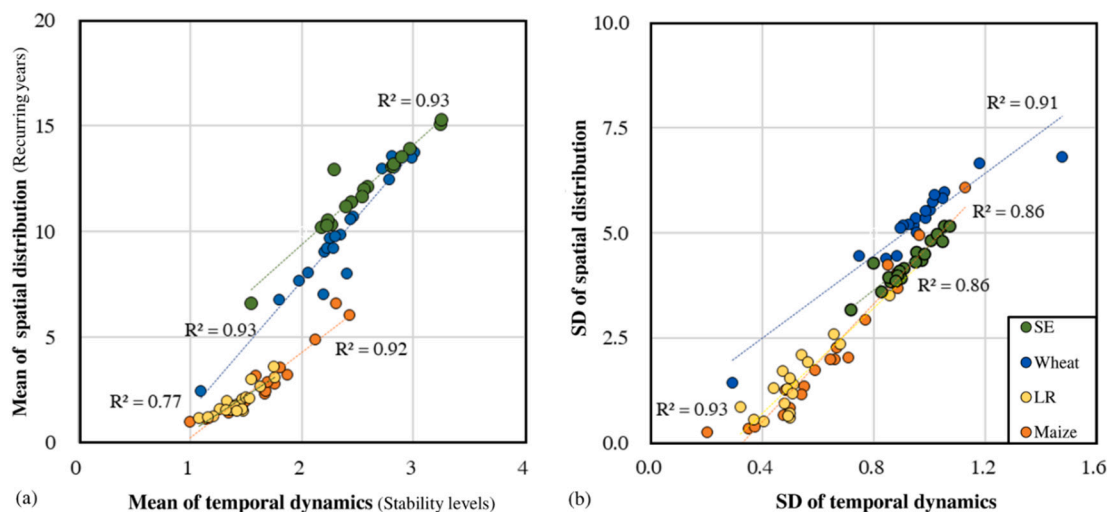 Mean of spatial distribution (Recurring years)
20
15
10
5
0
R² = 0.93
R² = 0.93
R² = 0.92
R² = 0.77
0 1 2 3 4
(a) Mean of temporal dynamics (Stability levels)
SD of spatial distribution
10.0
7.5
5.0
2.5
0.0
R² = 0.91
R² = 0.86
R² = 0.86
R² = 0.93
SE
Wheat
LR
Maize
0.0 0.4 0.8 1.2 1.6
(b) SD of temporal dynamics